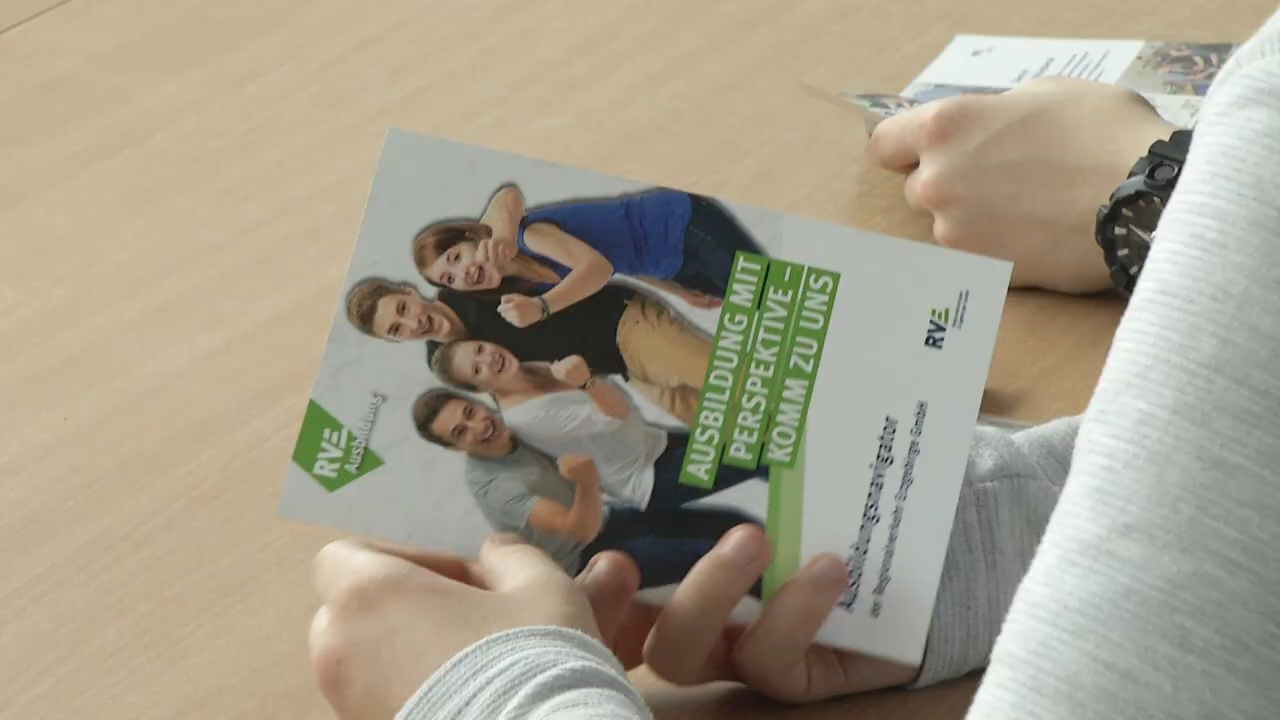 RVE
Ausbildung
AUSBILDUNG MIT
PERSPEKTIVE –
KOMM ZU UNS
Ausbildungsnavigator
der Regionalverkehr Erzgebirge GmbH
RVE